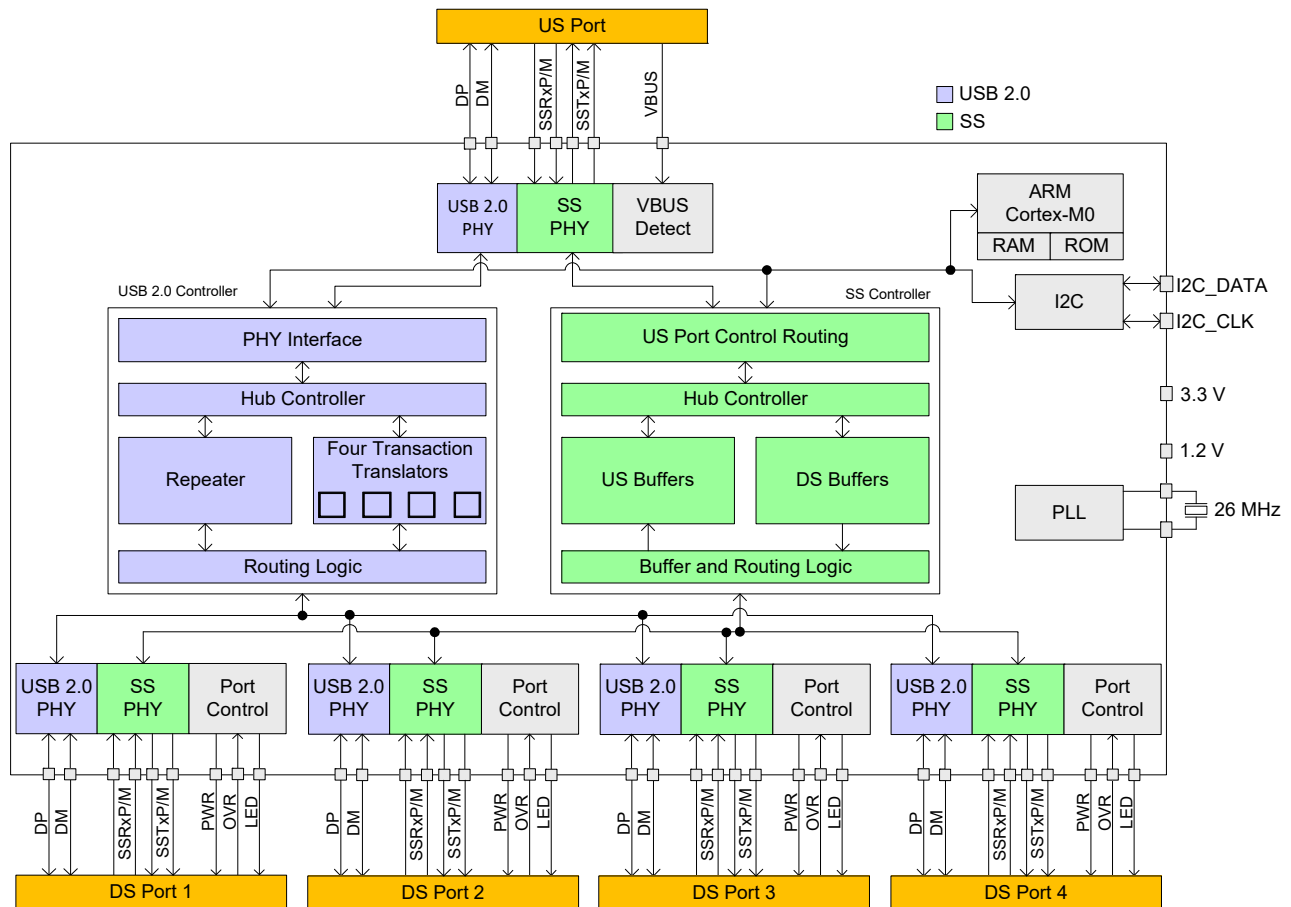 US Port
DP
DM
SSRxP/M
SSTxP/M
VBUS
USB 2.0
SS
USB 2.0
PHY
SS
PHY
VBUS
Detect
ARM
Cortex-M0
RAM
ROM
I2C
I2C_DATA
I2C_CLK
3.3 V
1.2 V
PLL
26 MHz
USB 2.0 Controller
PHY Interface
Hub Controller
Repeater
Four Transaction
Translators
Routing Logic
SS Controller
US Port Control Routing
Hub Controller
US Buffers
DS Buffers
Buffer and Routing Logic
USB 2.0
PHY
SS
PHY
Port
Control
USB 2.0
PHY
SS
PHY
Port
Control
USB 2.0
PHY
SS
PHY
Port
Control
USB 2.0
PHY
SS
PHY
Port
Control
DP
DM
SSRxP/M
SSTxP/M
PWR
OVR
LED
DP
DM
SSRxP/M
SSTxP/M
PWR
OVR
LED
DP
DM
SSRxP/M
SSTxP/M
PWR
OVR
LED
DP
DM
SSRxP/M
SSTxP/M
PWR
OVR
LED
DS Port 1
DS Port 2
DS Port 3
DS Port 4